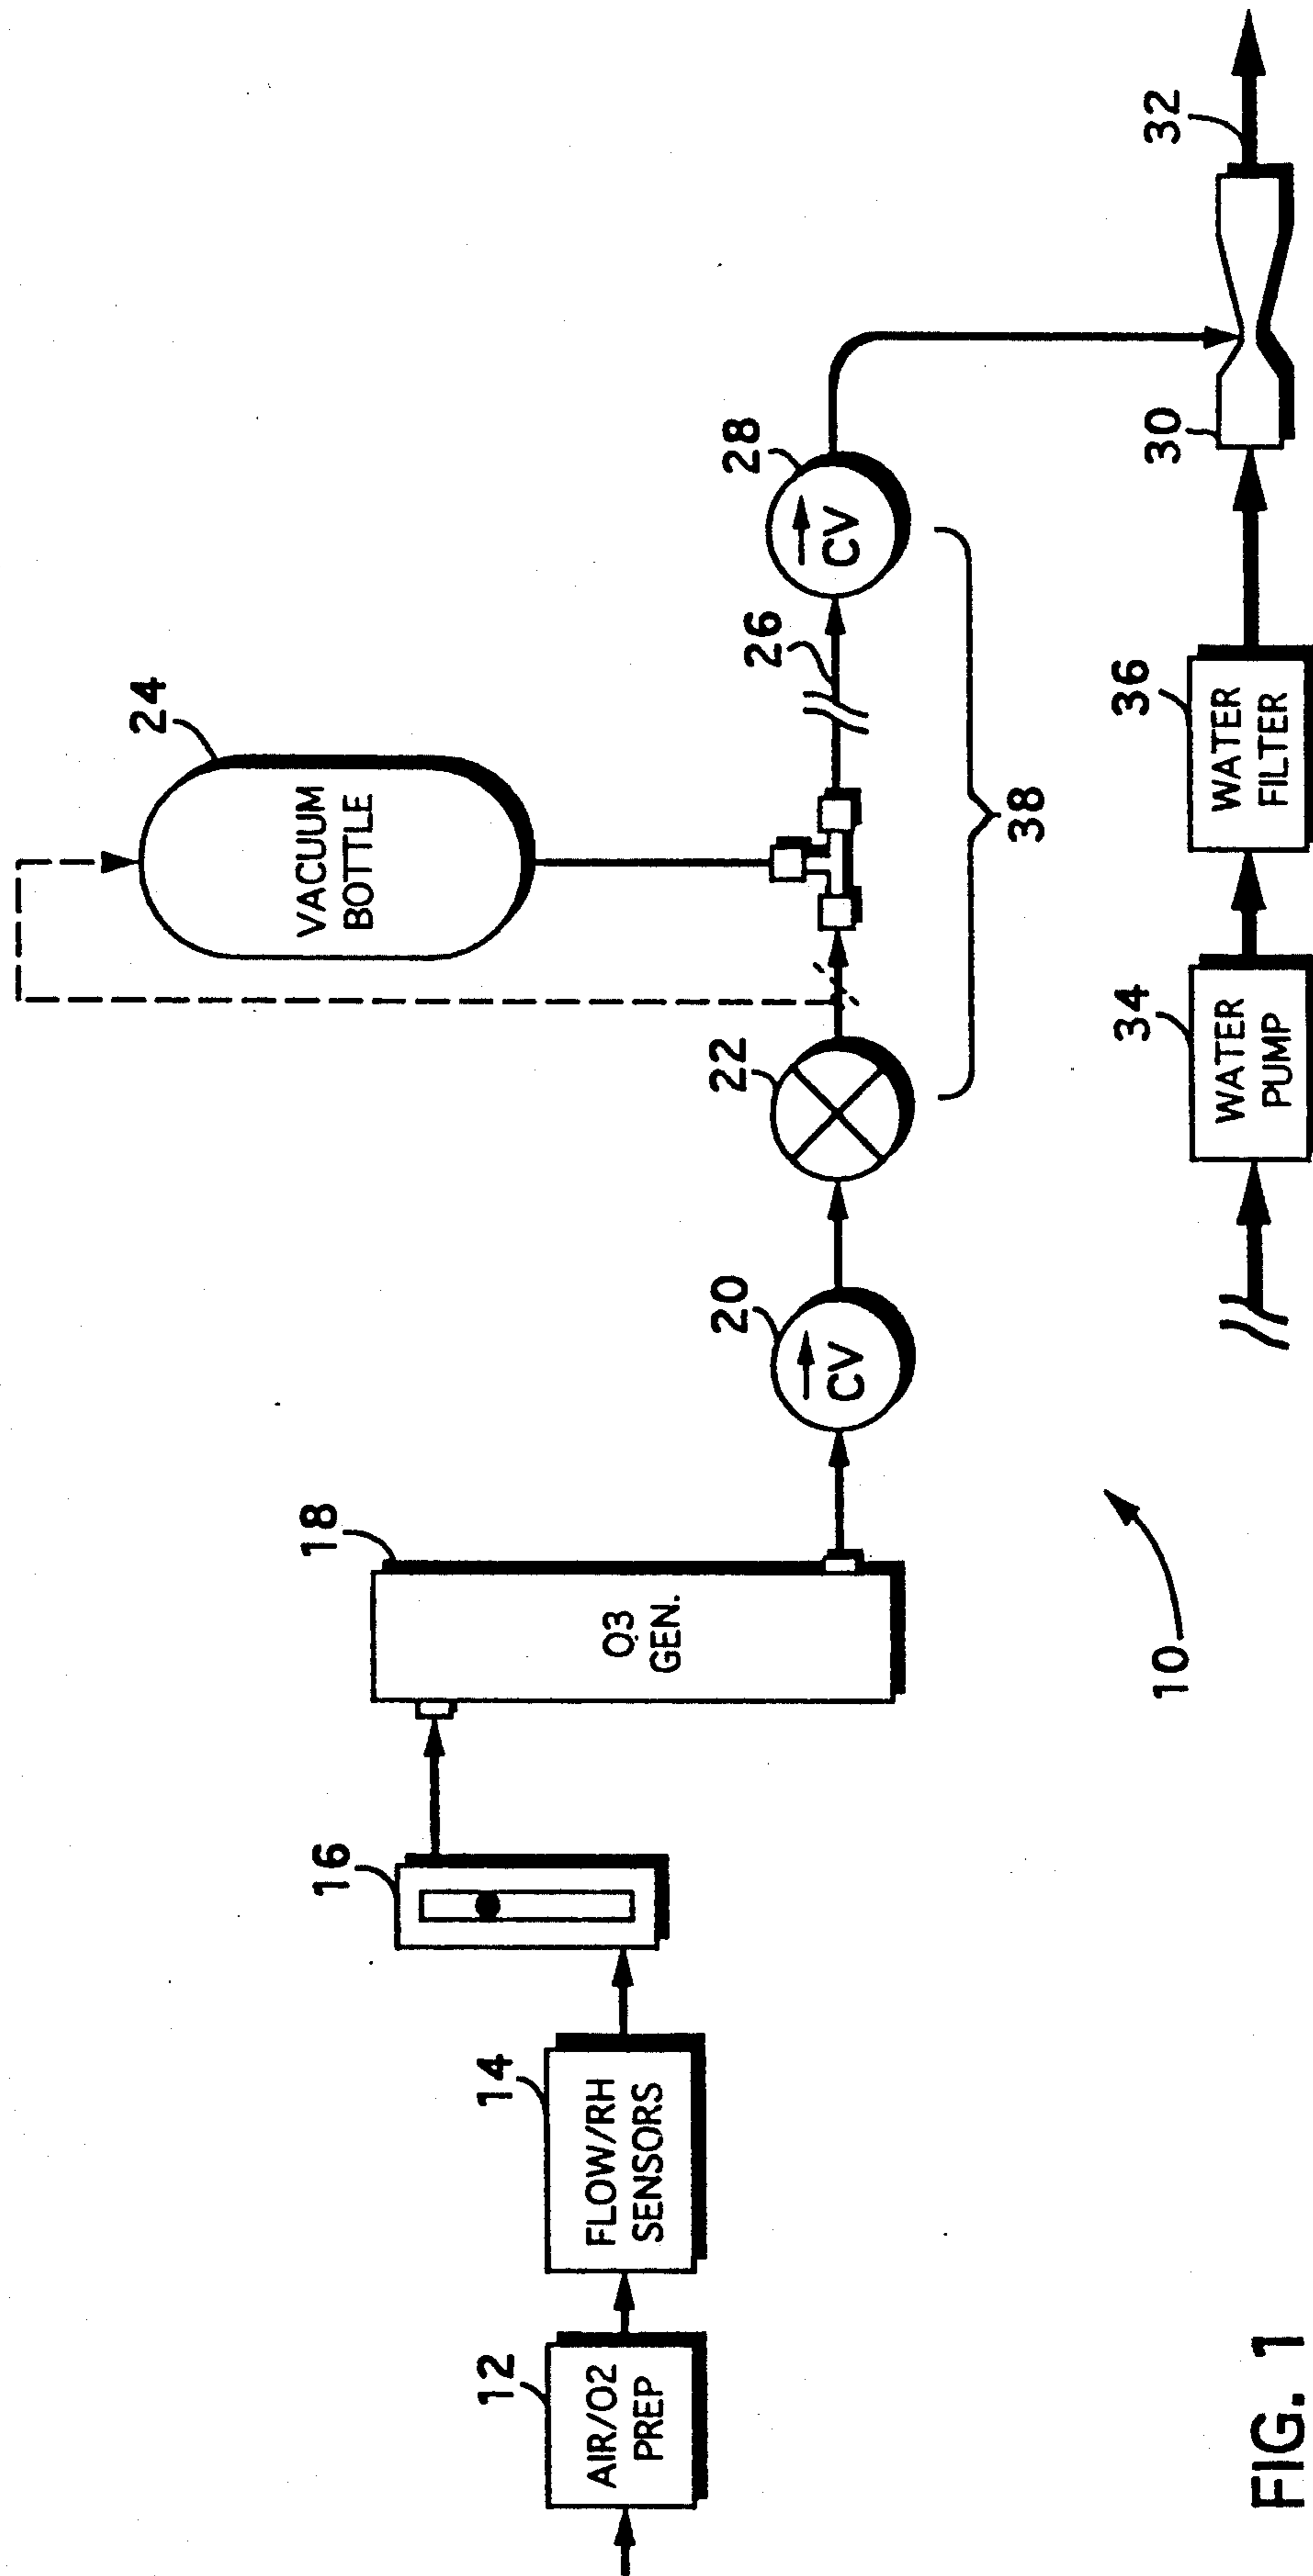 24
VACUUM
BOTTLE
18
O3
GEN.
16
14
FLOW/RH
SENSORS
12
AIR/O2
PREP
20
CV
22
26
28
CV
38
10
34
WATER
PUMP
36
WATER
FILTER
30
32
FIG. 1